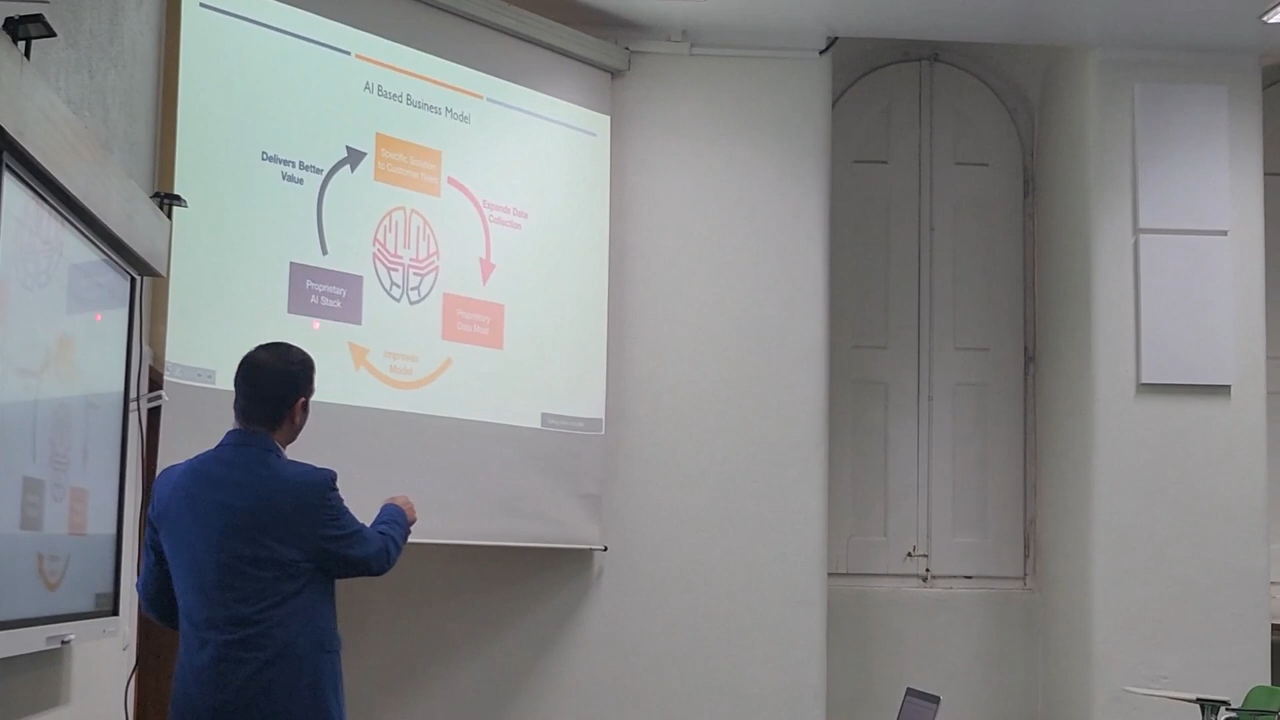 AI Based Business Model
Delivers Better
Value
Specific Solution
to Customer Need
Expands Data
Collection
Proprietary
AI Stack
Proprietary
Data Moat
Improves
Model